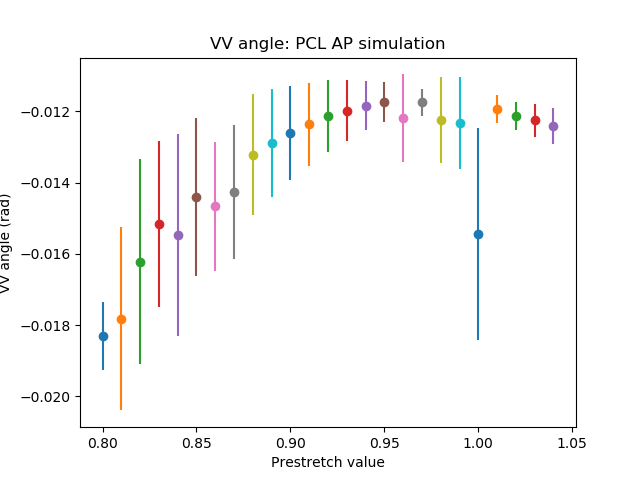 VV angle: PCL AP simulation
VV angle (rad)
−0.012
−0.014
−0.016
−0.018
−0.020
0.80 0.85 0.90 0.95 1.00 1.05
Prestretch value